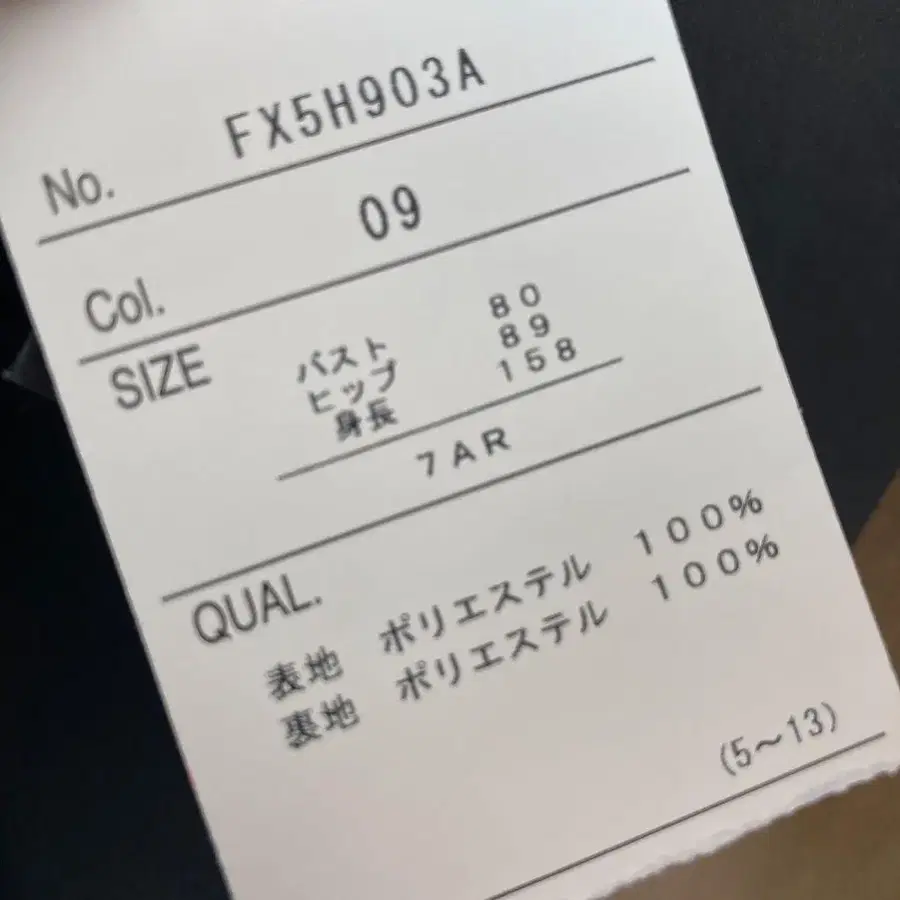 No. FX5H903A
Col. 09
SIZE バスト 80
ヒップ 89
身長 158
7AR
QUAL.
表地 ポリエステル 100%
裏地 ポリエステル 100%
(5～13)